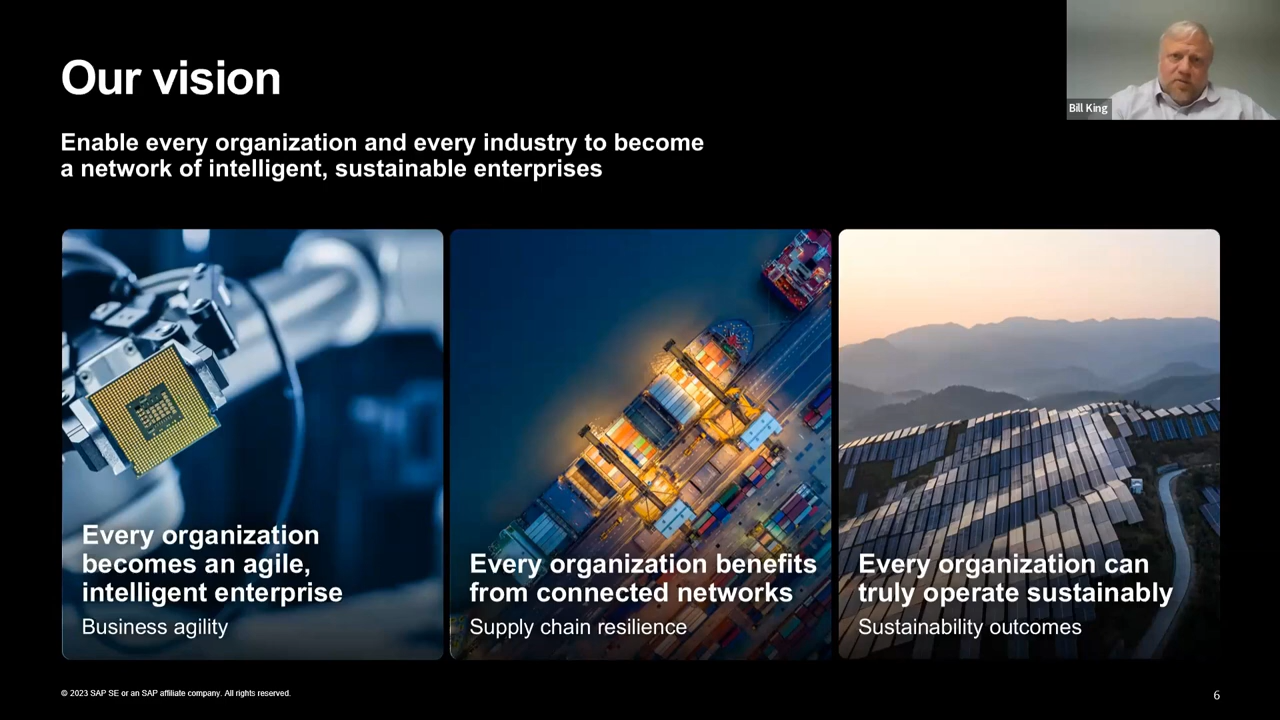 Our vision
Bill King
Enable every organization and every industry to become
a network of intelligent, sustainable enterprises
Every organization
becomes an agile,
intelligent enterprise
Business agility
Every organization benefits
from connected networks
Supply chain resilience
Every organization can
truly operate sustainably
Sustainability outcomes
© 2023 SAP SE or an SAP affiliate company. All rights reserved.
6